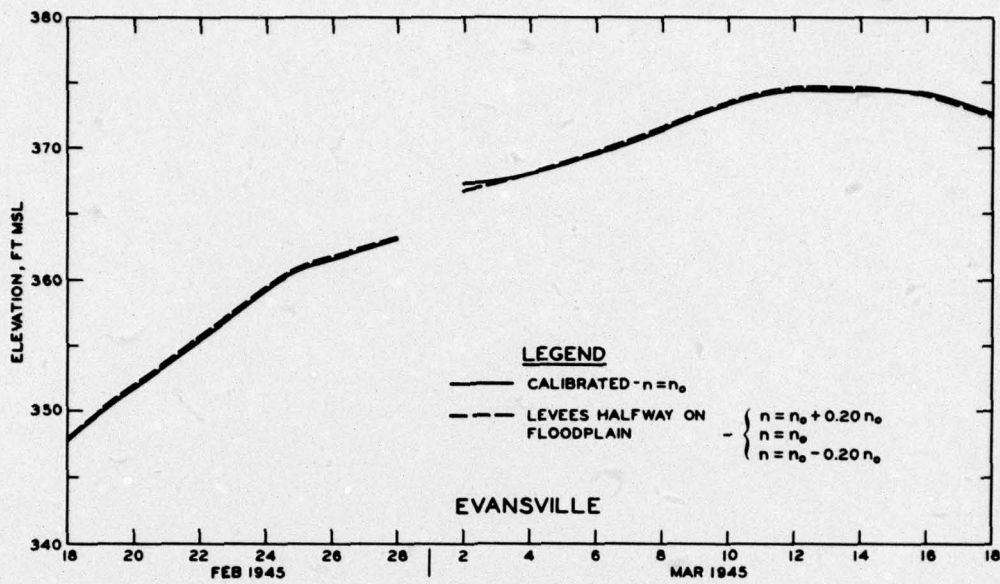 380
370
360
350
340
ELEVATION, FT MSL
LEGEND
CALIBRATED - n = n₀
LEVEES HALFWAY ON
FLOODPLAIN
n = n₀ + 0.20 n₀
n = n₀
n = n₀ - 0.20 n₀
EVANSVILLE
18 20 22 24 26 28 2 4 6 8 10 12 14 16 18
FEB 1945 MAR 1945